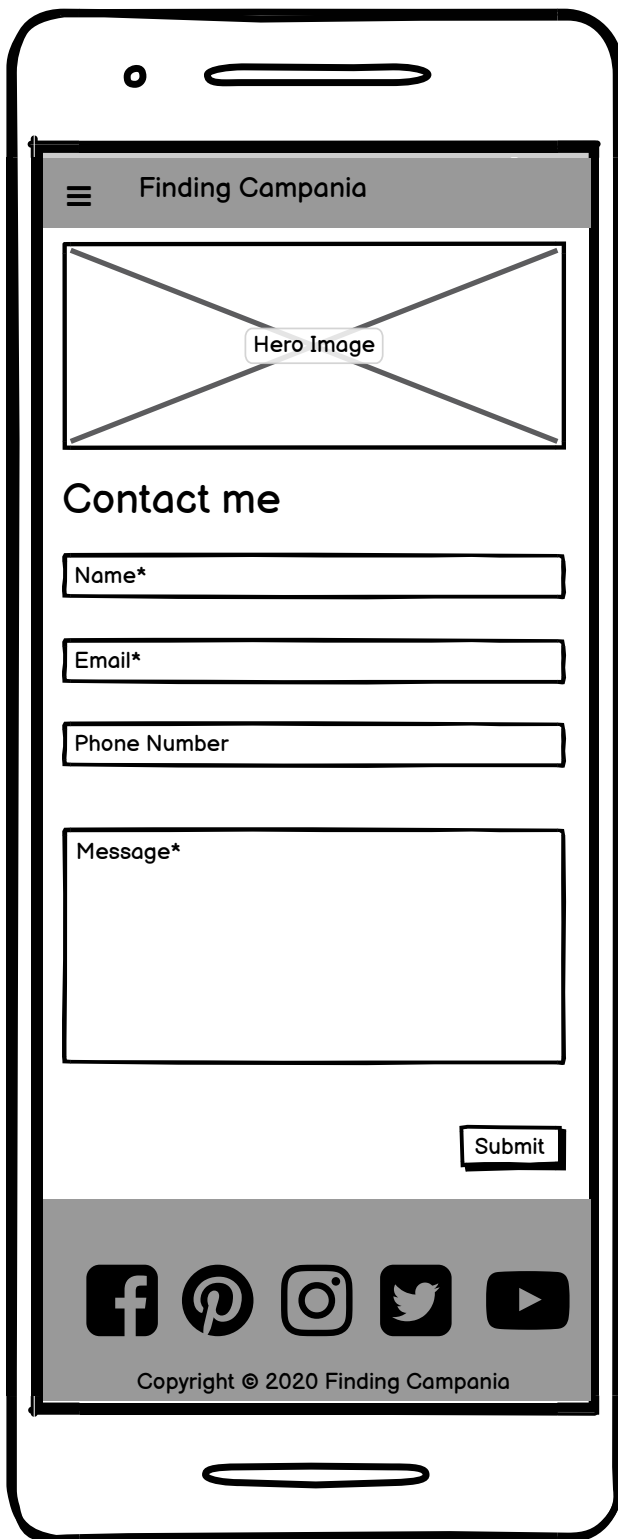 Finding Campania
Hero Image
Contact me
Name*
Email*
Phone Number
Message*
Submit
Copyright © 2020 Finding Campania